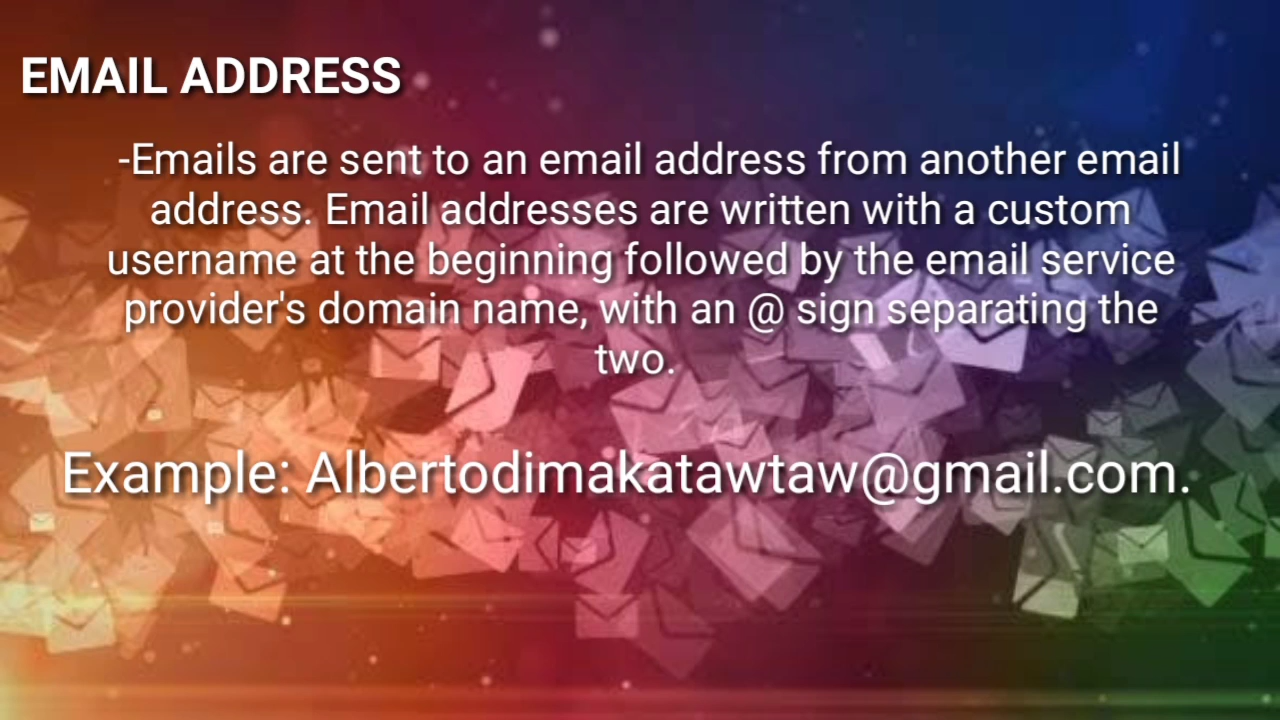 EMAIL ADDRESS
-Emails are sent to an email address from another email
address. Email addresses are written with a custom
username at the beginning followed by the email service
provider's domain name, with an @ sign separating the
two.
Example: Albertodimakatawtaw@gmail.com.